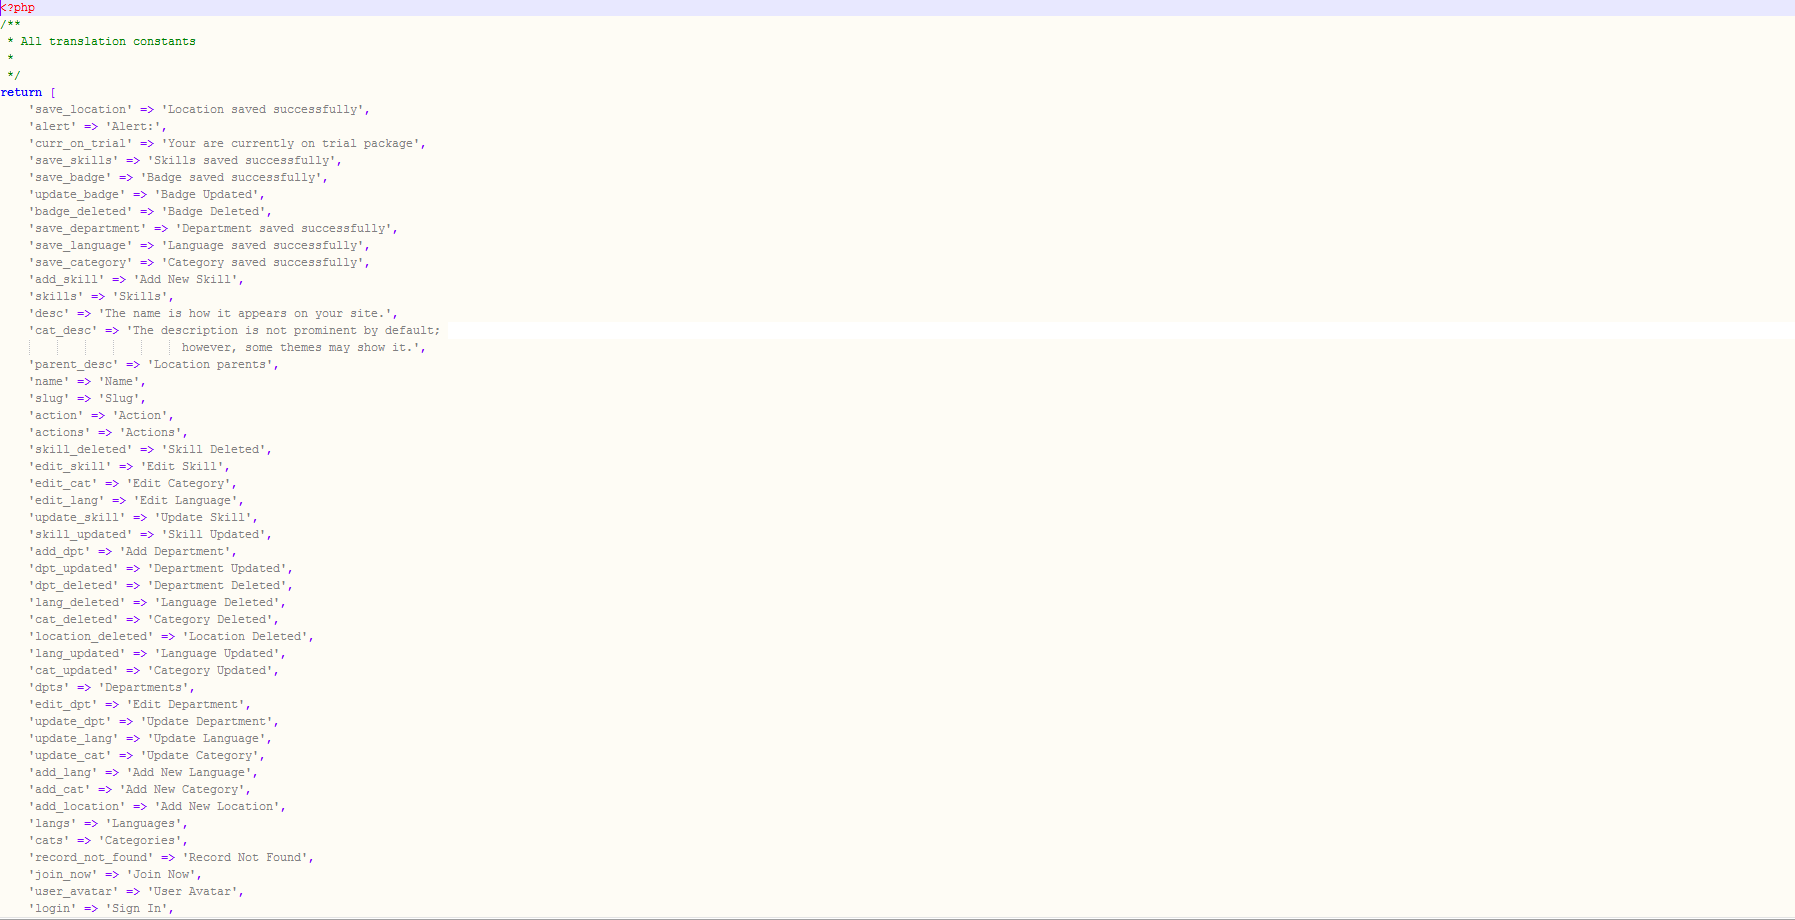 <?php
/**
 * All translation constants
 *
 */
return [
    'save_location' => 'Location saved successfully',
    'alert' => 'Alert:',
    'curr_on_trial' => 'Your are currently on trial package',
    'save_skills' => 'Skills saved successfully',
    'save_badge' => 'Badge saved successfully',
    'update_badge' => 'Badge Updated',
    'badge_deleted' => 'Badge Deleted',
    'save_department' => 'Department saved successfully',
    'save_language' => 'Language saved successfully',
    'save_category' => 'Category saved successfully',
    'add_skill' => 'Add New Skill',
    'skills' => 'Skills',
    'desc' => 'The name is how it appears on your site.',
    'cat_desc' => 'The description is not prominent by default;
                          however, some themes may show it.',
    'parent_desc' => 'Location parents',
    'name' => 'Name',
    'slug' => 'Slug',
    'action' => 'Action',
    'actions' => 'Actions',
    'skill_deleted' => 'Skill Deleted',
    'edit_skill' => 'Edit Skill',
    'edit_cat' => 'Edit Category',
    'edit_lang' => 'Edit Language',
    'update_skill' => 'Update Skill',
    'skill_updated' => 'Skill Updated',
    'add_dpt' => 'Add Department',
    'dpt_updated' => 'Department Updated',
    'dpt_deleted' => 'Department Deleted',
    'lang_deleted' => 'Language Deleted',
    'cat_deleted' => 'Category Deleted',
    'location_deleted' => 'Location Deleted',
    'lang_updated' => 'Language Updated',
    'cat_updated' => 'Category Updated',
    'dpts' => 'Departments',
    'edit_dpt' => 'Edit Department',
    'update_dpt' => 'Update Department',
    'update_lang' => 'Update Language',
    'update_cat' => 'Update Category',
    'add_lang' => 'Add New Language',
    'add_cat' => 'Add New Category',
    'add_location' => 'Add New Location',
    'langs' => 'Languages',
    'cats' => 'Categories',
    'record_not_found' => 'Record Not Found',
    'join_now' => 'Join Now',
    'user_avatar' => 'User Avatar',
    'login' => 'Sign In',